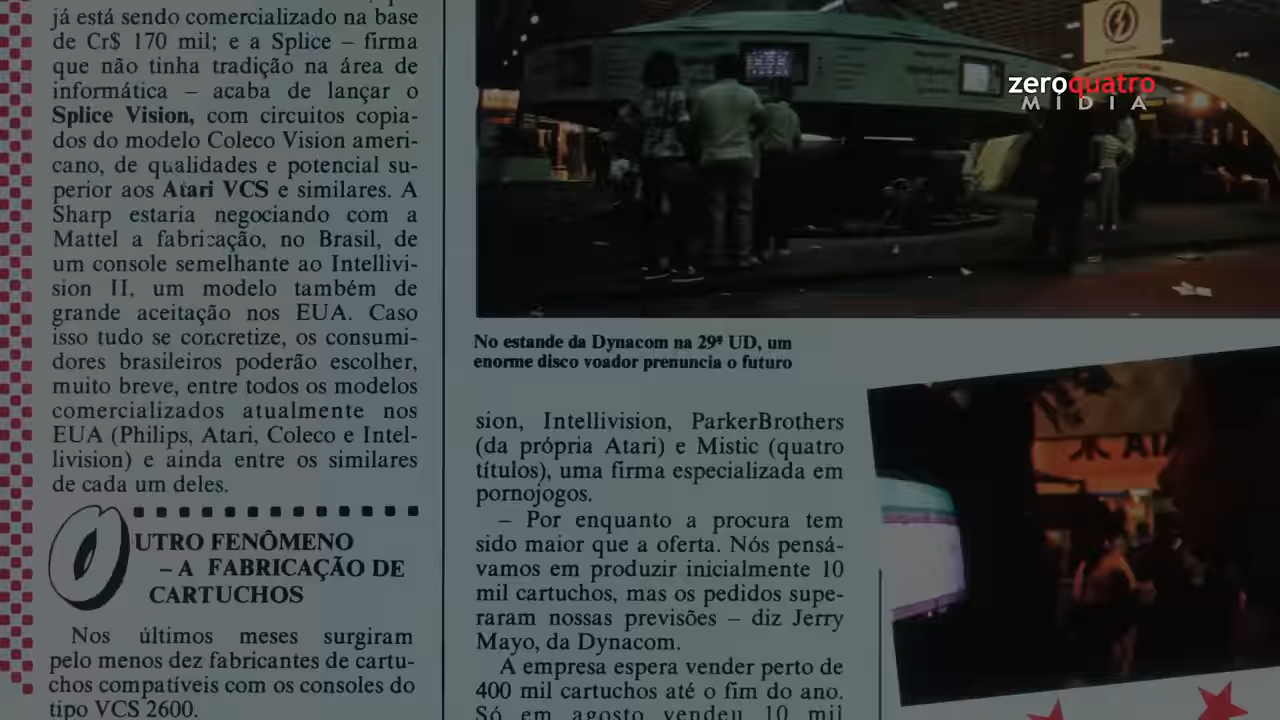 já está sendo comercializado na base
de Cr$ 170 mil; e a Splice – firma
que não tinha tradição na área de
informática – acaba de lançar o
Splice Vision, com circuitos copia-
dos do modelo Coleco Vision ameri-
cano, de qualidades e potencial su-
perior aos Atari VCS e similares. A
Sharp estaria negociando com a
Mattel a fabricação, no Brasil, de
um console semelhante ao Intellivi-
sion II, um modelo também de
grande aceitação nos EUA. Caso
isso tudo se concretize, os consumi-
dores brasileiros poderão escolher,
muito breve, entre todos os modelos
comercializados atualmente nos
EUA (Philips, Atari, Coleco e Intel-
livision) e ainda entre os similares
de cada um deles.
OUTRO FENÔMENO
– A FABRICAÇÃO DE
CARTUCHOS
Nos últimos meses surgiram
pelo menos dez fabricantes de cartu-
chos compatíveis com os consoles do
tipo VCS 2600.
zeroquatro
MÍDIA
No estande da Dynacom na 29ª UD, um
enorme disco voador prenuncia o futuro
sion, Intellivision, ParkerBrothers
(da própria Atari) e Mistic (quatro
títulos), uma firma especializada em
pornojogos.
– Por enquanto a procura tem
sido maior que a oferta. Nós pensá-
vamos em produzir inicialmente 10
mil cartuchos, mas os pedidos supe-
raram nossas previsões – diz Jerry
Mayo, da Dynacom.
A empresa espera vender perto de
400 mil cartuchos até o fim do ano.
Só em agosto vendeu 10 mil